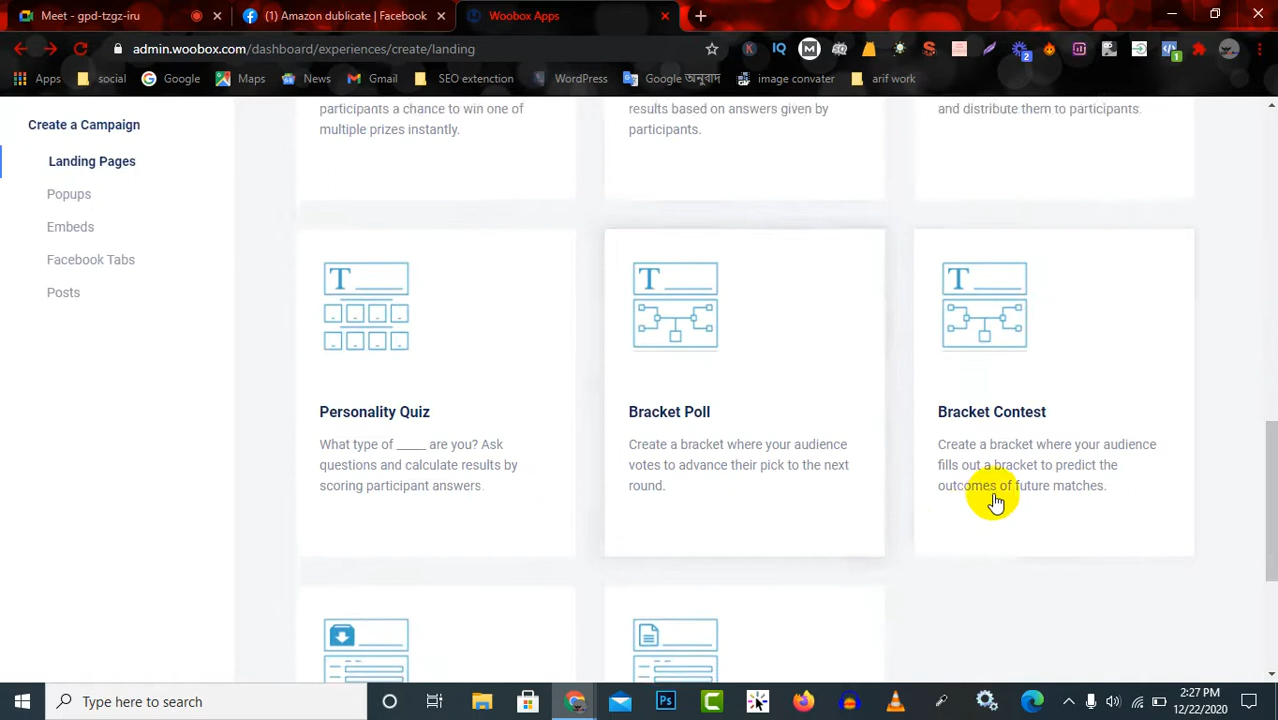 Meet - gpd-tzgz-iru
(1) Amazon dublicate | Facebook
Woobox Apps
admin.woobox.com/dashboard/experiences/create/landing
Apps
social
Google
Maps
News
Gmail
SEO extenction
WordPress
Google অনুবাদ
image convater
arif work
Create a Campaign
Landing Pages
Popups
Embeds
Facebook Tabs
Posts
participants a chance to win one of
multiple prizes instantly.
results based on answers given by
participants.
and distribute them to participants.
Personality Quiz
What type of ____ are you? Ask
questions and calculate results by
scoring participant answers.
Bracket Poll
Create a bracket where your audience
votes to advance their pick to the next
round.
Bracket Contest
Create a bracket where your audience
fills out a bracket to predict the
outcomes of future matches.
Type here to search
2:27 PM
12/22/2020